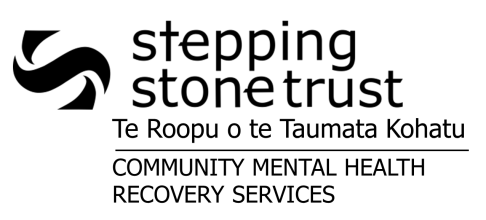 stepping
stone trust
Te Roopu o te Taumata Kohatu
COMMUNITY MENTAL HEALTH
RECOVERY SERVICES